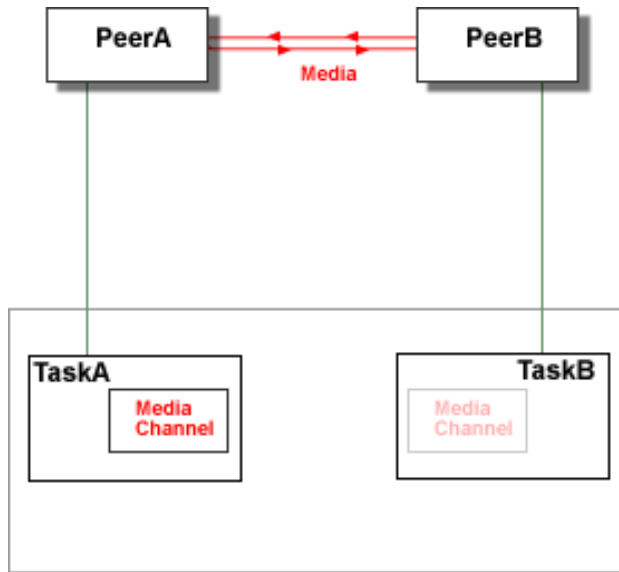 PeerA
PeerB
Media
TaskA
TaskB
Media
Channel
Media
Channel